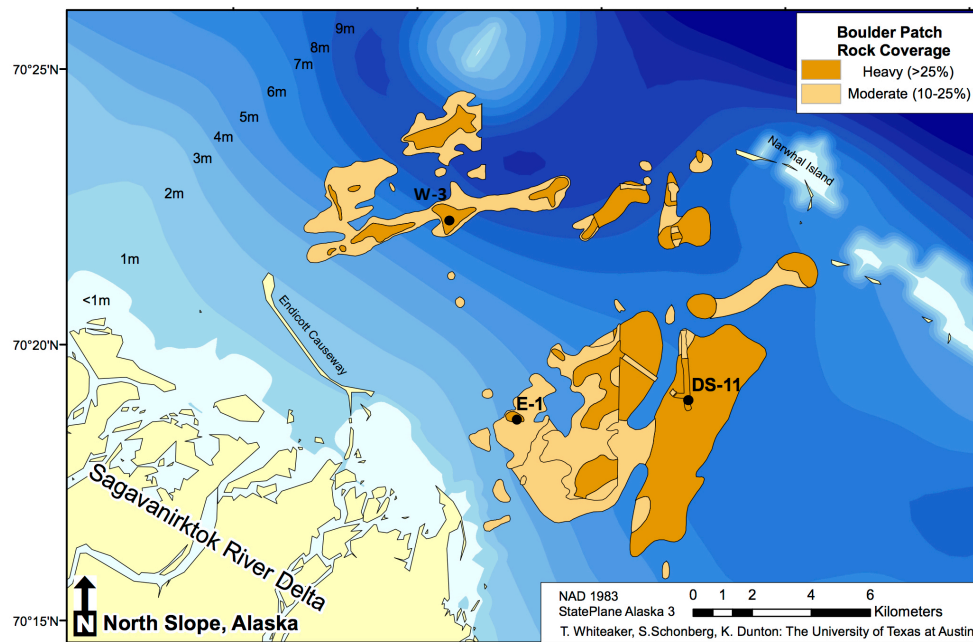 9m
8m
7m
6m
5m
4m
3m
2m
1m
<1m
70°25'N
70°20'N
70°15'N
Boulder Patch
Rock Coverage
Heavy (>25%)
Moderate (10-25%)
Narwhal Island
W-3
Endicott Causeway
E-1
DS-11
Sagavanirktok River Delta
N
North Slope, Alaska
NAD 1983
StatePlane Alaska 3
0 1 2 4 6
Kilometers
T. Whiteaker, S.Schonberg, K. Dunton: The University of Texas at Austin